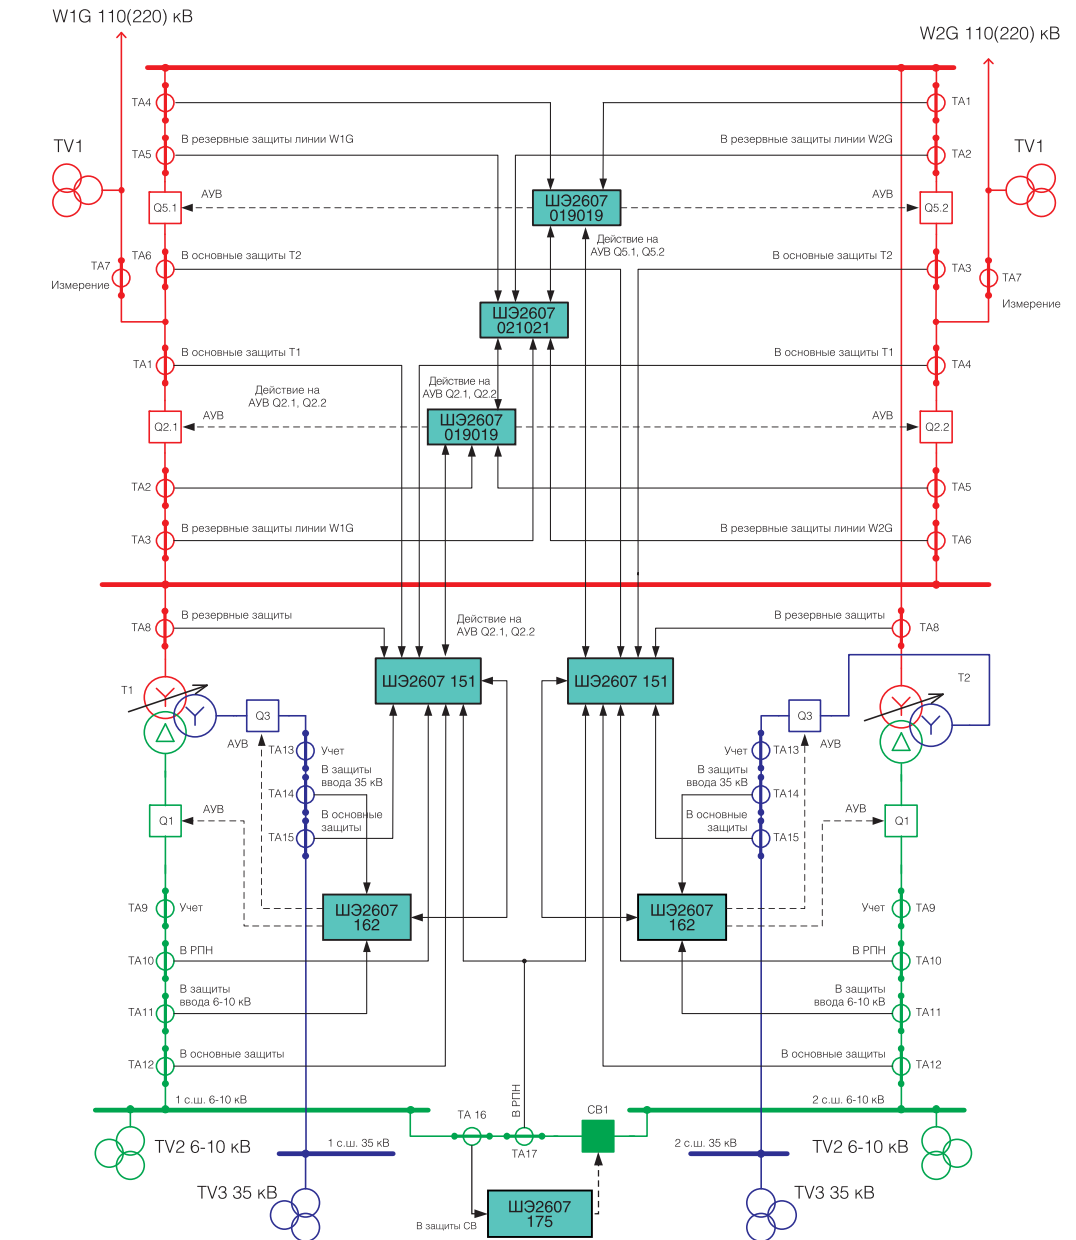 W1G 110(220) кВ
W2G 110(220) кВ
TA4
TA1
В резервные защиты линии W1G
В резервные защиты линии W2G
TV1
TV1
TA5
TA2
АУВ
АУВ
ШЭ2607
019019
Q5.1
Q5.2
Действие на
АУВ Q5.1, Q5.2
TA6
В основные защиты Т2
В основные защиты Т2
TA3
TA7
TA7
Измерение
Измерение
ШЭ2607
021021
В основные защиты Т1
В основные защиты Т1
TA1
TA4
Действие на
АУВ Q2.1, Q2.2
Действие на
АУВ Q2.1, Q2.2
АУВ
АУВ
ШЭ2607
019019
Q2.1
Q2.2
TA2
TA5
В резервные защиты линии W1G
В резервные защиты линии W2G
TA3
TA6
В резервные защиты
Действие на
АУВ Q2.1, Q2.2
В резервные защиты
TA8
TA8
ШЭ2607 151
ШЭ2607 151
T1
T2
Q3
Q3
АУВ
АУВ
TA13
Учет
Учет
TA13
В защиты
ввода 35 кВ
В защиты
ввода 35 кВ
TA14
TA14
АУВ
АУВ
В основные
защиты
В основные
защиты
Q1
Q1
TA15
TA15
TA9
Учет
Учет
TA9
ШЭ2607
162
ШЭ2607
162
В РПН
В РПН
TA10
TA10
В защиты
ввода 6-10 кВ
В защиты
ввода 6-10 кВ
TA11
TA11
В основные защиты
В основные защиты
TA12
TA12
1 с.ш. 6-10 кВ
2 с.ш. 6-10 кВ
В РПН
TA 16
СВ1
TA17
TV2 6-10 кВ
1 с.ш. 35 кВ
2 с.ш. 35 кВ
TV2 6-10 кВ
TV3 35 кВ
TV3 35 кВ
ШЭ2607
175
В защиты СВ